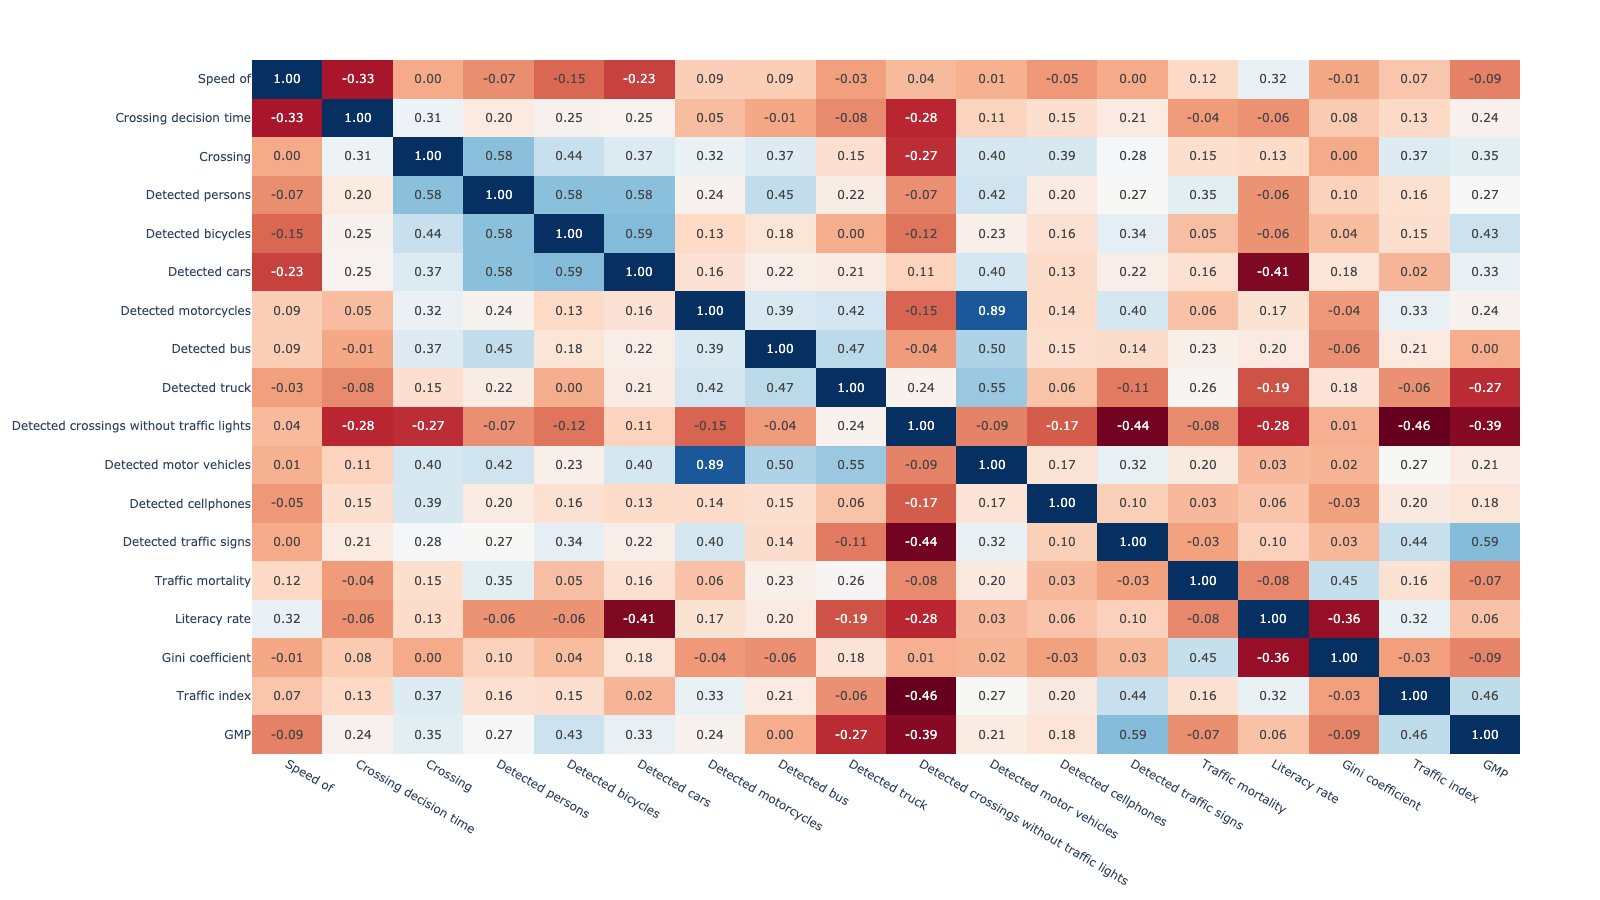 Speed of 1.00 -0.33 0.00 -0.07 -0.15 -0.23 0.09 0.09 -0.03 0.04 0.01 -0.05 0.00 0.12 0.32 -0.01 0.07 -0.09
Crossing decision time -0.33 1.00 0.31 0.20 0.25 0.25 0.05 -0.01 -0.08 -0.28 0.11 0.15 0.21 -0.04 -0.06 0.08 0.13 0.24
Crossing 0.00 0.31 1.00 0.58 0.44 0.37 0.32 0.37 0.15 -0.27 0.40 0.39 0.28 0.15 0.13 0.00 0.37 0.35
Detected persons -0.07 0.20 0.58 1.00 0.58 0.58 0.24 0.45 0.22 -0.07 0.42 0.20 0.27 0.35 -0.06 0.10 0.16 0.27
Detected bicycles -0.15 0.25 0.44 0.58 1.00 0.59 0.13 0.18 0.00 -0.12 0.23 0.16 0.34 0.05 -0.06 0.04 0.15 0.43
Detected cars -0.23 0.25 0.37 0.58 0.59 1.00 0.16 0.22 0.21 0.11 0.40 0.13 0.22 0.16 -0.41 0.18 0.02 0.33
Detected motorcycles 0.09 0.05 0.32 0.24 0.13 0.16 1.00 0.39 0.42 -0.15 0.89 0.14 0.40 0.06 0.17 -0.04 0.33 0.24
Detected bus 0.09 -0.01 0.37 0.45 0.18 0.22 0.39 1.00 0.47 -0.04 0.50 0.15 0.14 0.23 0.20 -0.06 0.21 0.00
Detected truck -0.03 -0.08 0.15 0.22 0.00 0.21 0.42 0.47 1.00 0.24 0.55 0.06 -0.11 0.26 -0.19 0.18 -0.06 -0.27
Detected crossings without traffic lights 0.04 -0.28 -0.27 -0.07 -0.12 0.11 -0.15 -0.04 0.24 1.00 -0.09 -0.17 -0.44 -0.08 -0.28 0.01 -0.46 -0.39
Detected motor vehicles 0.01 0.11 0.40 0.42 0.23 0.40 0.89 0.50 0.55 -0.09 1.00 0.17 0.32 0.20 0.03 0.02 0.27 0.21
Detected cellphones -0.05 0.15 0.39 0.20 0.16 0.13 0.14 0.15 0.06 -0.17 0.17 1.00 0.10 0.03 0.06 -0.03 0.20 0.18
Detected traffic signs 0.00 0.21 0.28 0.27 0.34 0.22 0.40 0.14 -0.11 -0.44 0.32 0.10 1.00 -0.03 0.10 0.03 0.44 0.59
Traffic mortality 0.12 -0.04 0.15 0.35 0.05 0.16 0.06 0.23 0.26 -0.08 0.20 0.03 -0.03 1.00 -0.08 0.45 0.16 -0.07
Literacy rate 0.32 -0.06 0.13 -0.06 -0.06 -0.41 0.17 0.20 -0.19 -0.28 0.03 0.06 0.10 -0.08 1.00 -0.36 0.32 0.06
Gini coefficient -0.01 0.08 0.00 0.10 0.04 0.18 -0.04 -0.06 0.18 0.01 0.02 -0.03 0.03 0.45 -0.36 1.00 -0.03 -0.09
Traffic index 0.07 0.13 0.37 0.16 0.15 0.02 0.33 0.21 -0.06 -0.46 0.27 0.20 0.44 0.16 0.32 -0.03 1.00 0.46
GMP -0.09 0.24 0.35 0.27 0.43 0.33 0.24 0.00 -0.27 -0.39 0.21 0.18 0.59 -0.07 0.06 -0.09 0.46 1.00
Speed of
Crossing decision time
Crossing
Detected persons
Detected bicycles
Detected cars
Detected motorcycles
Detected bus
Detected truck
Detected crossings without traffic lights
Detected motor vehicles
Detected cellphones
Detected traffic signs
Traffic mortality
Literacy rate
Gini coefficient
Traffic index
GMP